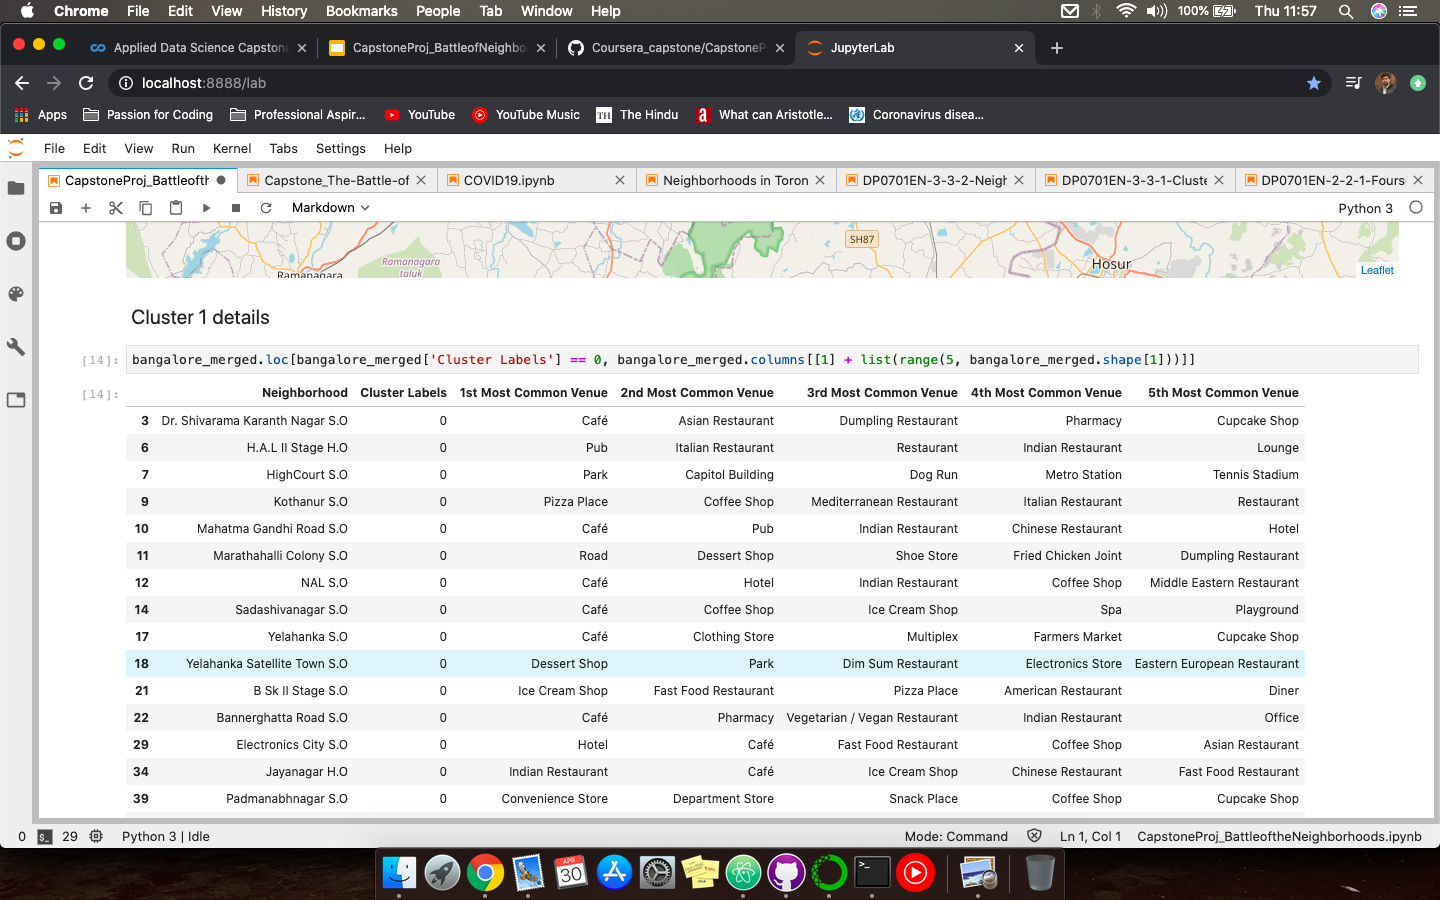 Chrome File Edit View History Bookmarks People Tab Window Help 100% Thu 11:57
Applied Data Science Capstone CapstoneProj_BattleofNeighbo Coursera_capstone/CapstoneP JupyterLab
localhost:8888/lab
Apps Passion for Coding Professional Aspir... YouTube YouTube Music TH The Hindu a What can Aristotle... Coronavirus disea...
File Edit View Run Kernel Tabs Settings Help
CapstoneProj_Battleofth Capstone_The-Battle-of COVID19.ipynb Neighborhoods in Toron DP0701EN-3-3-2-Neigh DP0701EN-3-3-1-Cluste DP0701EN-2-2-1-Fours
Markdown Python 3
Ramanagara
Ramanagara taluk
SH87
Hosur
Leaflet
Cluster 1 details
[14]: bangalore_merged.loc[bangalore_merged['Cluster Labels'] == 0, bangalore_merged.columns[[1] + list(range(5, bangalore_merged.shape[1]))]]
[14]: Neighborhood Cluster Labels 1st Most Common Venue 2nd Most Common Venue 3rd Most Common Venue 4th Most Common Venue 5th Most Common Venue
3 Dr. Shivarama Karanth Nagar S.O 0 Café Asian Restaurant Dumpling Restaurant Pharmacy Cupcake Shop
6 H.A.L II Stage H.O 0 Pub Italian Restaurant Restaurant Indian Restaurant Lounge
7 HighCourt S.O 0 Park Capitol Building Dog Run Metro Station Tennis Stadium
9 Kothanur S.O 0 Pizza Place Coffee Shop Mediterranean Restaurant Italian Restaurant Restaurant
10 Mahatma Gandhi Road S.O 0 Café Pub Indian Restaurant Chinese Restaurant Hotel
11 Marathahalli Colony S.O 0 Road Dessert Shop Shoe Store Fried Chicken Joint Dumpling Restaurant
12 NAL S.O 0 Café Hotel Indian Restaurant Coffee Shop Middle Eastern Restaurant
14 Sadashivanagar S.O 0 Café Coffee Shop Ice Cream Shop Spa Playground
17 Yelahanka S.O 0 Café Clothing Store Multiplex Farmers Market Cupcake Shop
18 Yelahanka Satellite Town S.O 0 Dessert Shop Park Dim Sum Restaurant Electronics Store Eastern European Restaurant
21 B Sk II Stage S.O 0 Ice Cream Shop Fast Food Restaurant Pizza Place American Restaurant Diner
22 Bannerghatta Road S.O 0 Café Pharmacy Vegetarian / Vegan Restaurant Indian Restaurant Office
29 Electronics City S.O 0 Hotel Café Fast Food Restaurant Coffee Shop Asian Restaurant
34 Jayanagar H.O 0 Indian Restaurant Café Ice Cream Shop Chinese Restaurant Fast Food Restaurant
39 Padmanabhnagar S.O 0 Convenience Store Department Store Snack Place Coffee Shop Cupcake Shop
0 $_ 29 Python 3 | Idle Mode: Command Ln 1, Col 1 CapstoneProj_BattleoftheNeighborhoods.ipynb
APR
30
>_